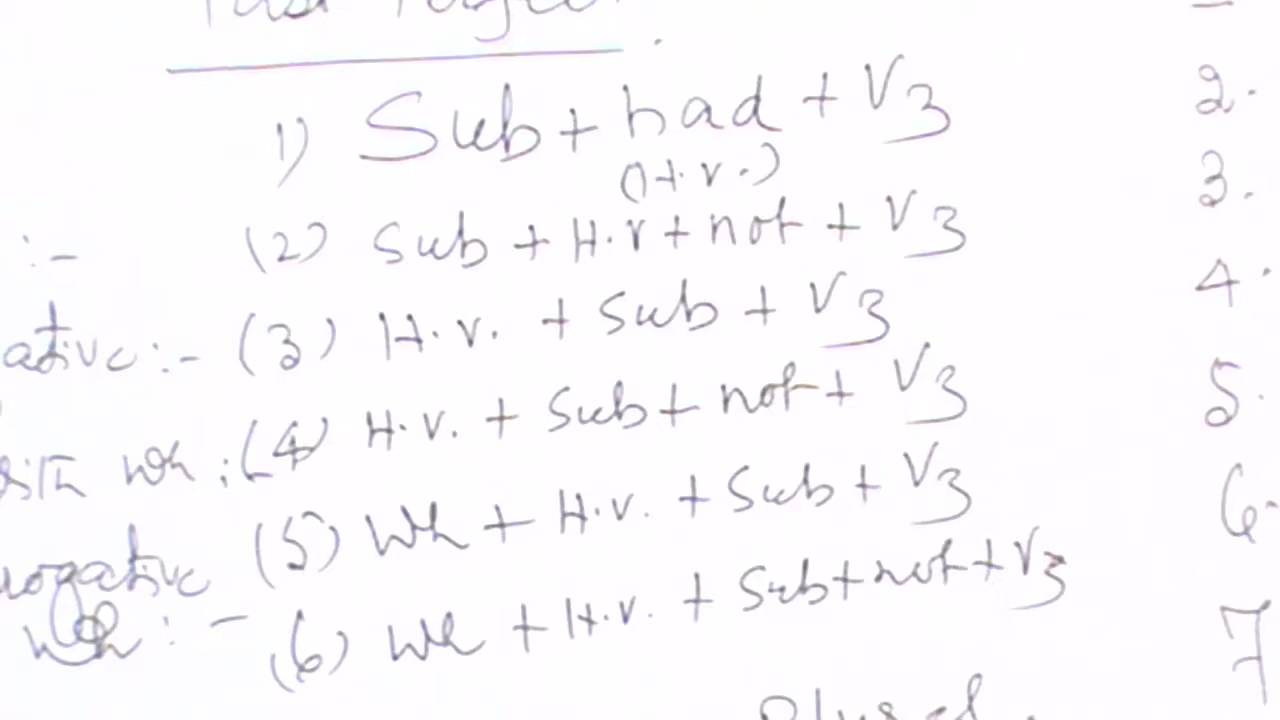 1) Sub + had + V3
(H.v.)
:- (2) Sub + H.v + not + V3
(3) H.v. + Sub + V3
(4) H.v. + Sub + not + V3
(5) Wh + H.v. + Sub + V3
wh :- (6) Wh + H.v. + Sub + not + V3
2.
3.
4.
5.
6.
7